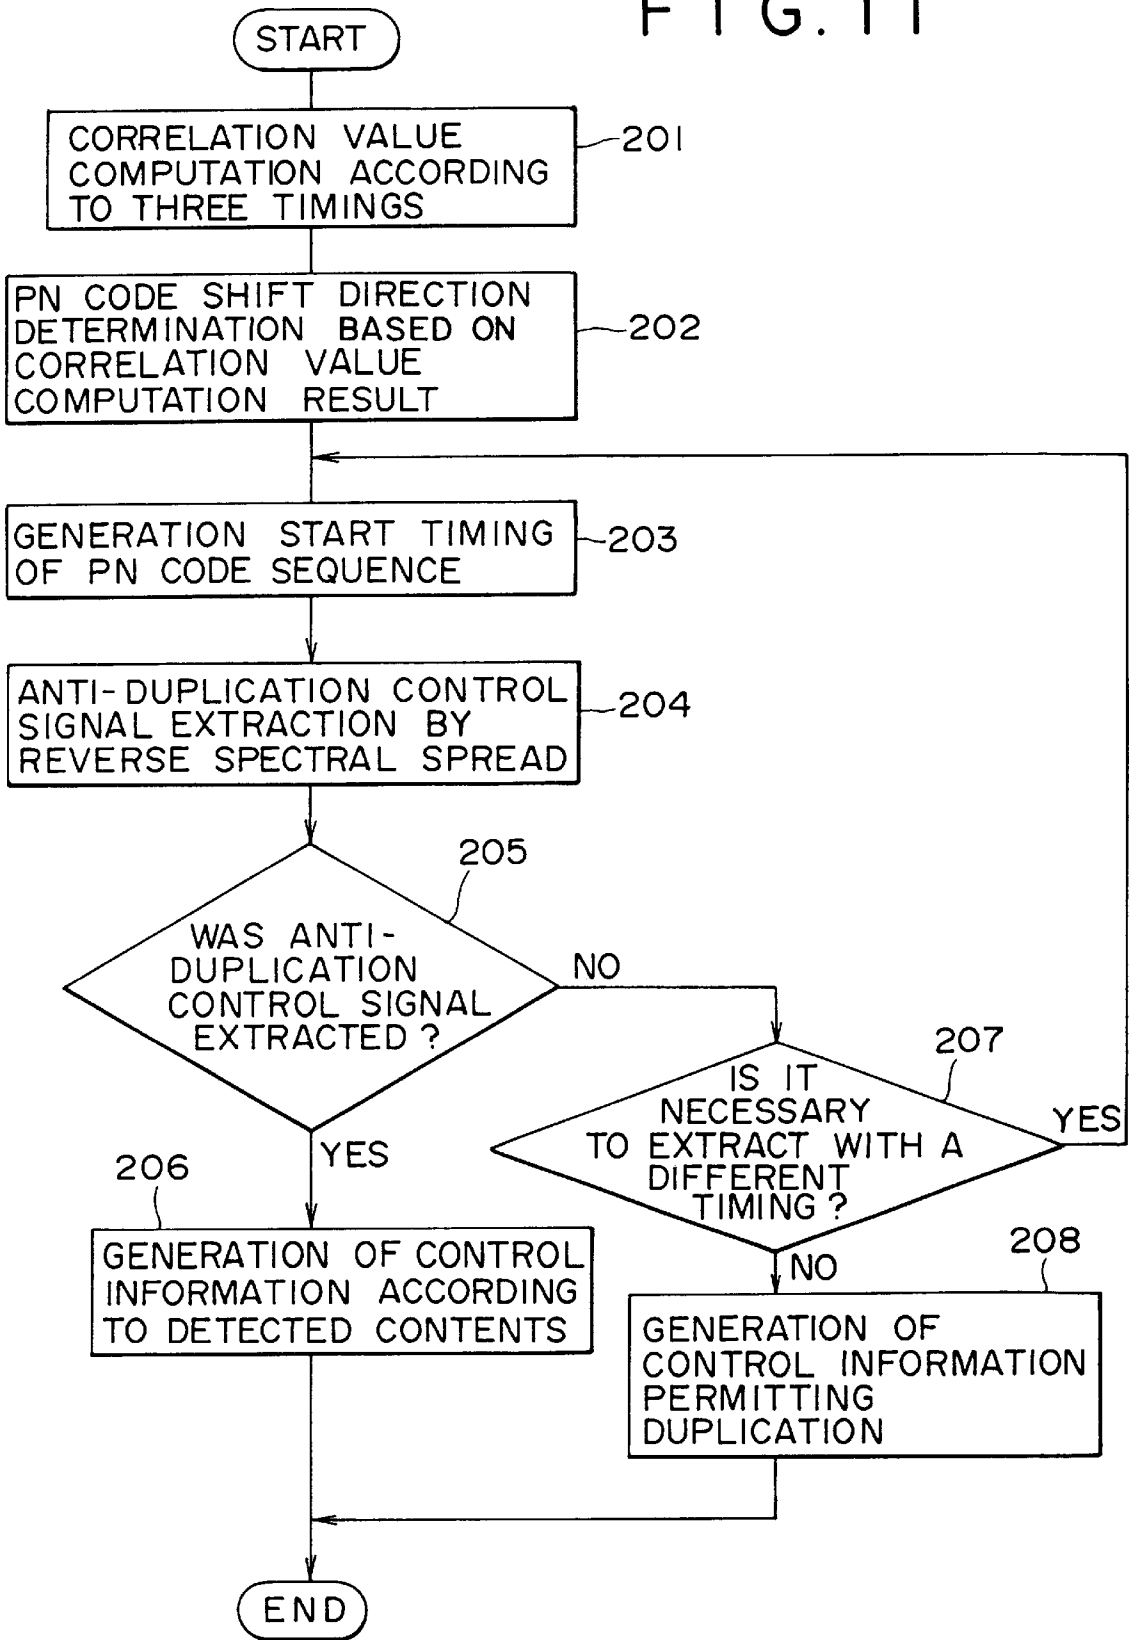 FIG. 11
START
CORRELATION VALUE
COMPUTATION ACCORDING
TO THREE TIMINGS
201
PN CODE SHIFT DIRECTION
DETERMINATION BASED ON
CORRELATION VALUE
COMPUTATION RESULT
202
GENERATION START TIMING
OF PN CODE SEQUENCE
203
ANTI-DUPLICATION CONTROL
SIGNAL EXTRACTION BY
REVERSE SPECTRAL SPREAD
204
205
WAS ANTI-
DUPLICATION
CONTROL SIGNAL
EXTRACTED?
NO
YES
207
IS IT
NECESSARY
TO EXTRACT WITH A
DIFFERENT
TIMING?
YES
NO
206
GENERATION OF CONTROL
INFORMATION ACCORDING
TO DETECTED CONTENTS
208
GENERATION OF
CONTROL INFORMATION
PERMITTING
DUPLICATION
END